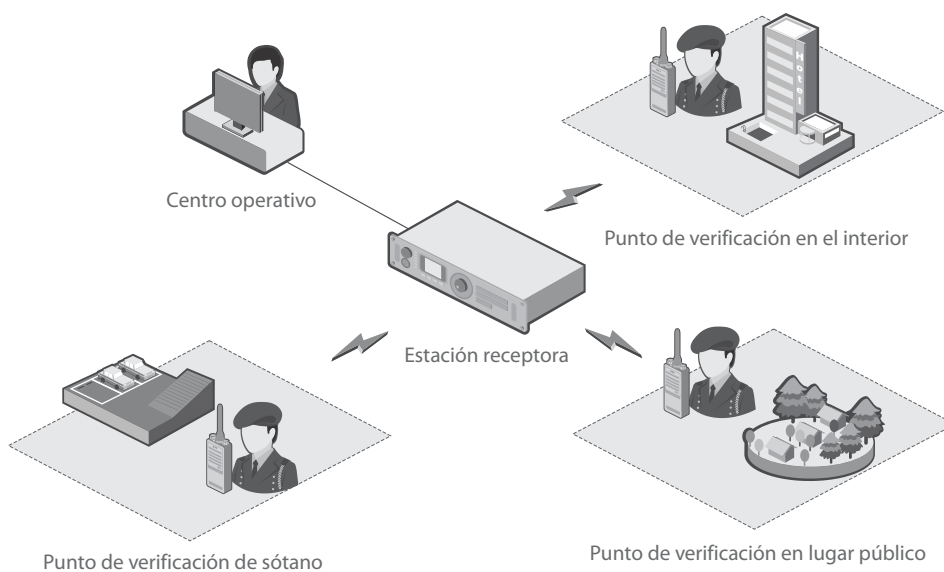 Hotel
Centro operativo
Punto de verificación en el interior
Estación receptora
Punto de verificación de sótano
Punto de verificación en lugar público